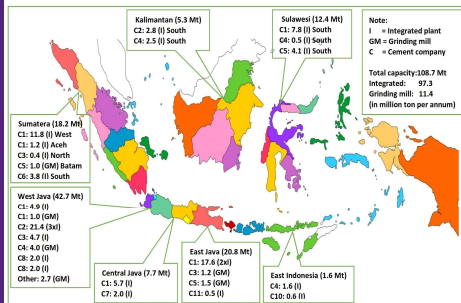 Kalimantan (5.3 Mt)
C2: 2.8 (I) South
C4: 2.5 (I) South
Sulawesi (12.4 Mt)
C1: 7.8 (I) South
C4: 0.5 (I) South
C5: 4.1 (I) South
Note:
I = Integrated plant
GM = Grinding mill
C = Cement company
Total capacity:108.7 Mt
Integrated: 97.3
Grinding mill: 11.4
(in million ton per annum)
Sumatera (18.2 Mt)
C1: 11.8 (I) West
C1: 1.2 (I) Aceh
C3: 0.4 (I) North
C5: 1.0 (GM) Batam
C6: 3.8 (I) South
West Java (42.7 Mt)
C1: 4.9 (I)
C1: 1.0 (GM)
C2: 21.4 (3xI)
C3: 4.7 (I)
C4: 4.0 (GM)
C8: 2.0 (I)
C8: 2.0 (I)
Other: 2.7 (GM)
Central Java (7.7 Mt)
C1: 5.7 (I)
C7: 2.0 (I)
East Java (20.8 Mt)
C1: 17.6 (2xI)
C3: 1.2 (GM)
C5: 1.5 (GM)
C11: 0.5 (I)
East Indonesia (1.6 Mt)
C4: 1.6 (I)
C10: 0.6 (I)